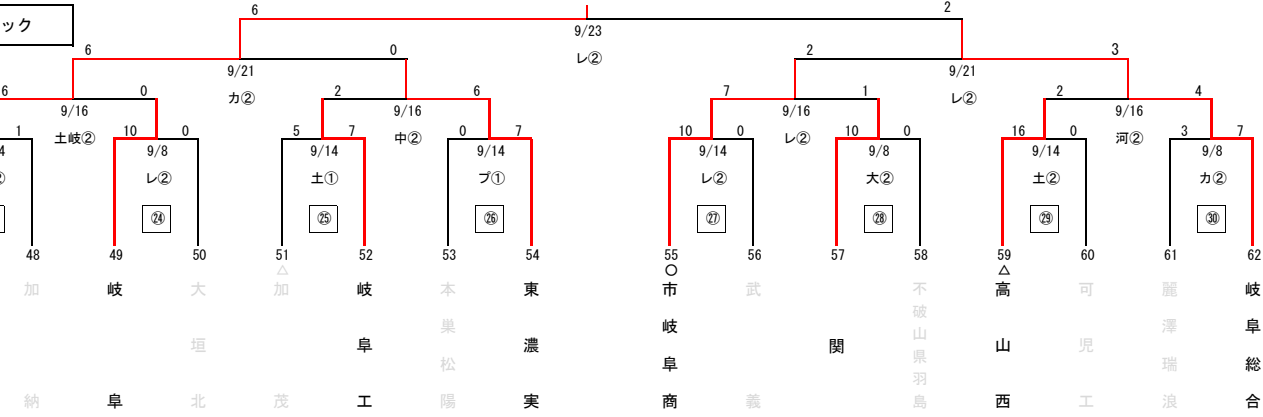 ック
6 2
9/23
レ②
6 0 2 3
9/21 9/21
カ② レ②
6 0 2 6 7 1 2 4
9/16 9/16 9/16 9/16
土岐② 中② レ② 河②
1 10 0 5 7 0 7 10 0 10 0 16 0 3 7
4 9/8 9/14 9/14 9/14 9/8 9/14 9/8
② レ② 土① プ① レ② 大② 土② カ②
㉔ ㉕ ㉖ ㉗ ㉘ ㉙ ㉚
48 49 50 51 52 53 54 55 56 57 58 59 60 61 62
△ ○ △
加納
岐阜
大垣北
加茂
岐阜工
本巣松陽
東濃実
市岐阜商
武義
関
不破山県羽島
高山西
可児工
麗澤瑞浪
岐阜総合